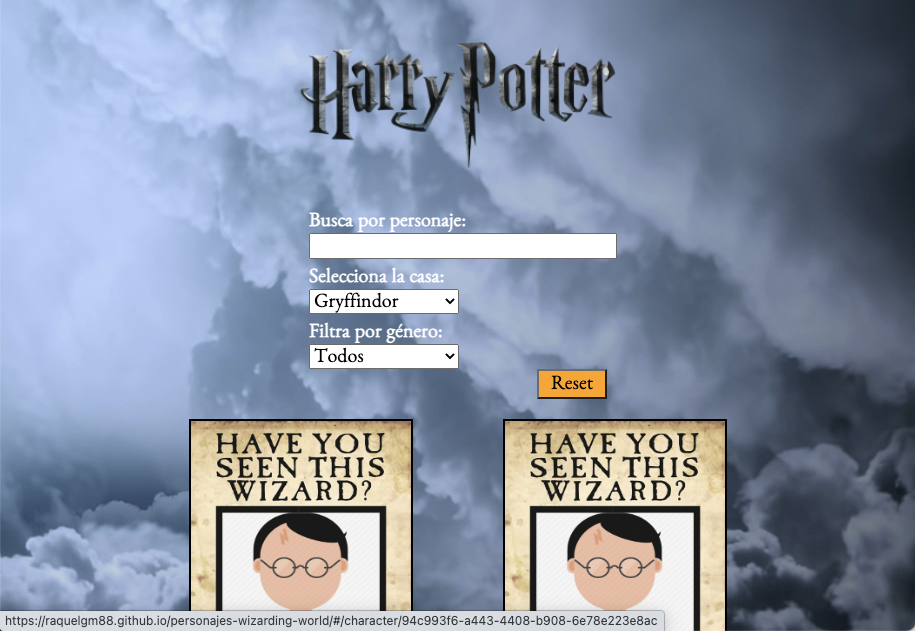 Harry Potter
Busca por personaje:
Selecciona la casa:
Gryffindor
Filtra por género:
Todos
Reset
HAVE YOU
SEEN THIS
WIZARD?
HAVE YOU
SEEN THIS
WIZARD?
https://raquelgm88.github.io/personajes-wizarding-world/#/character/94c993f6-a443-4408-b908-6e78e223e8ac